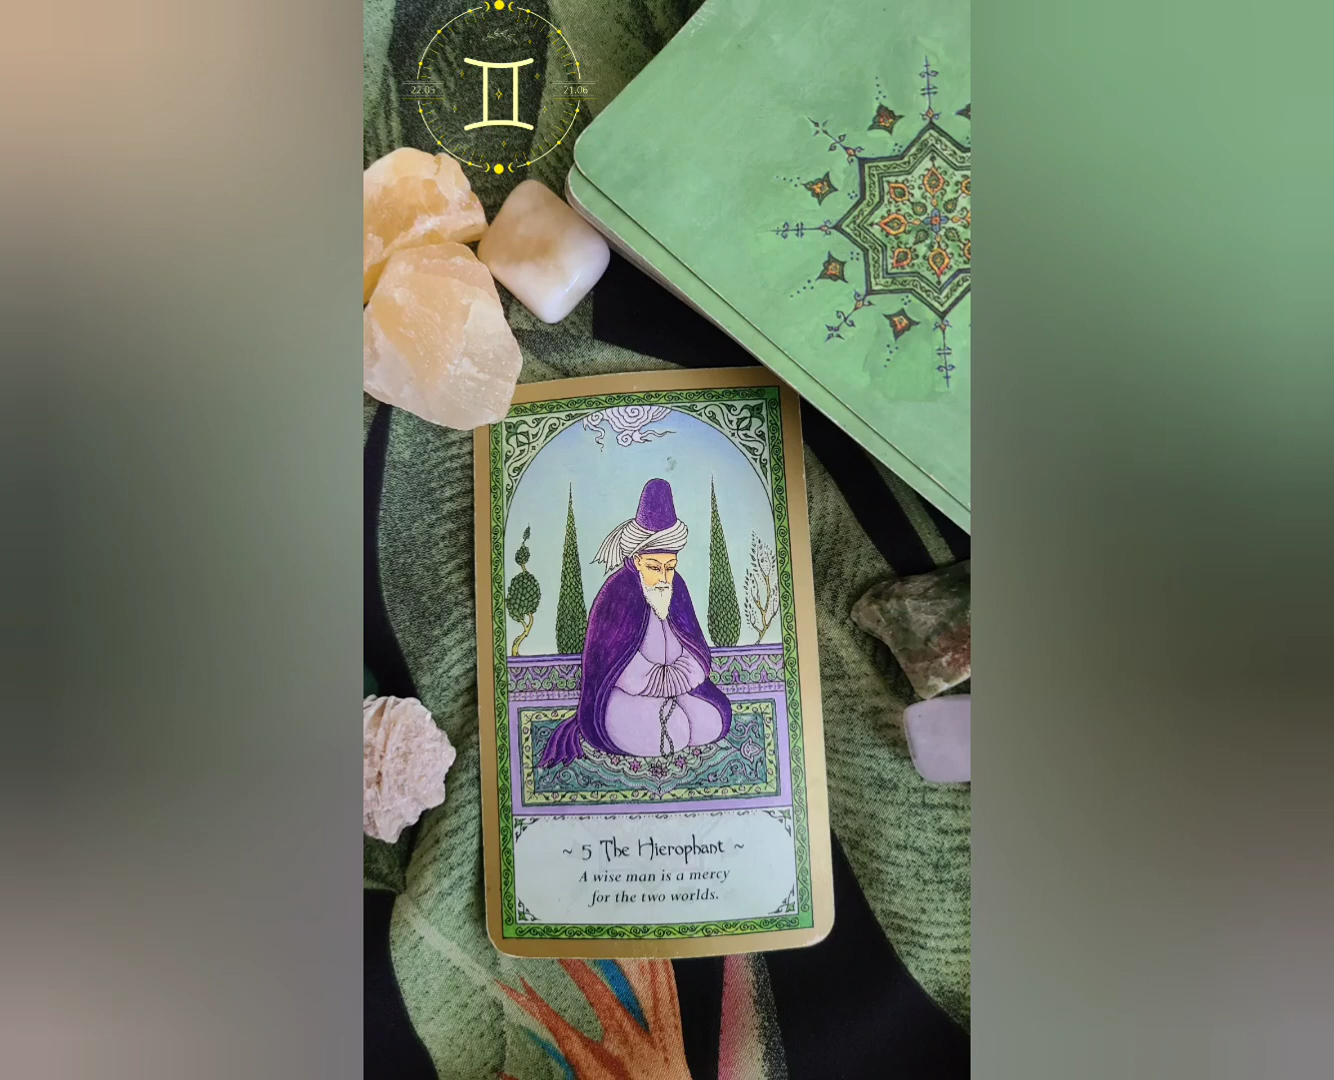 22.05 21.06
~ 5 The Hierophant ~
A wise man is a mercy
for the two worlds.